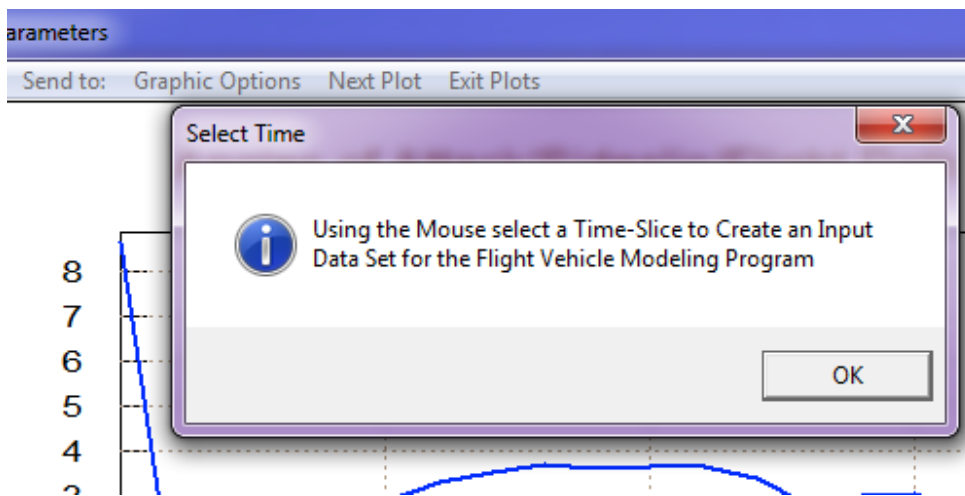 arameters
Send to: Graphic Options Next Plot Exit Plots
Select Time
Using the Mouse select a Time-Slice to Create an Input
Data Set for the Flight Vehicle Modeling Program
OK
8
7
6
5
4